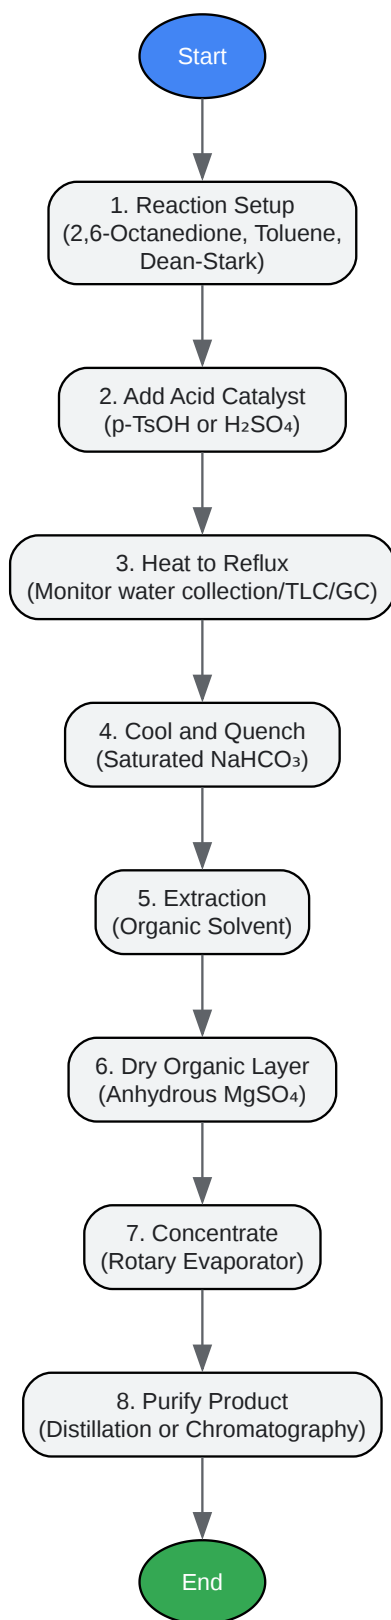 Start
1. Reaction Setup
(2,6-Octanedione, Toluene,
Dean-Stark)
2. Add Acid Catalyst
(p-TsOH or H₂SO₄)
3. Heat to Reflux
(Monitor water collection/TLC/GC)
4. Cool and Quench
(Saturated NaHCO₃)
5. Extraction
(Organic Solvent)
6. Dry Organic Layer
(Anhydrous MgSO₄)
7. Concentrate
(Rotary Evaporator)
8. Purify Product
(Distillation or Chromatography)
End